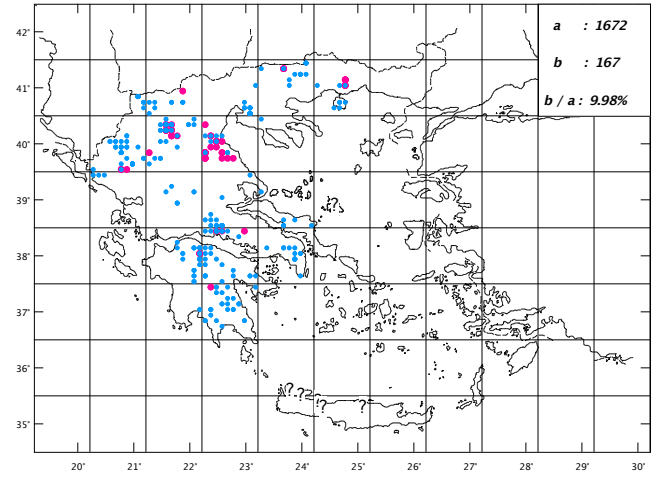 42'
a : 1672
41'
b : 167
b / a : 9.98%
40'
39'
38'
37'
36'
? ? ? ?
35'
20' 21' 22' 23' 24' 25' 26' 27' 28' 29' 30'